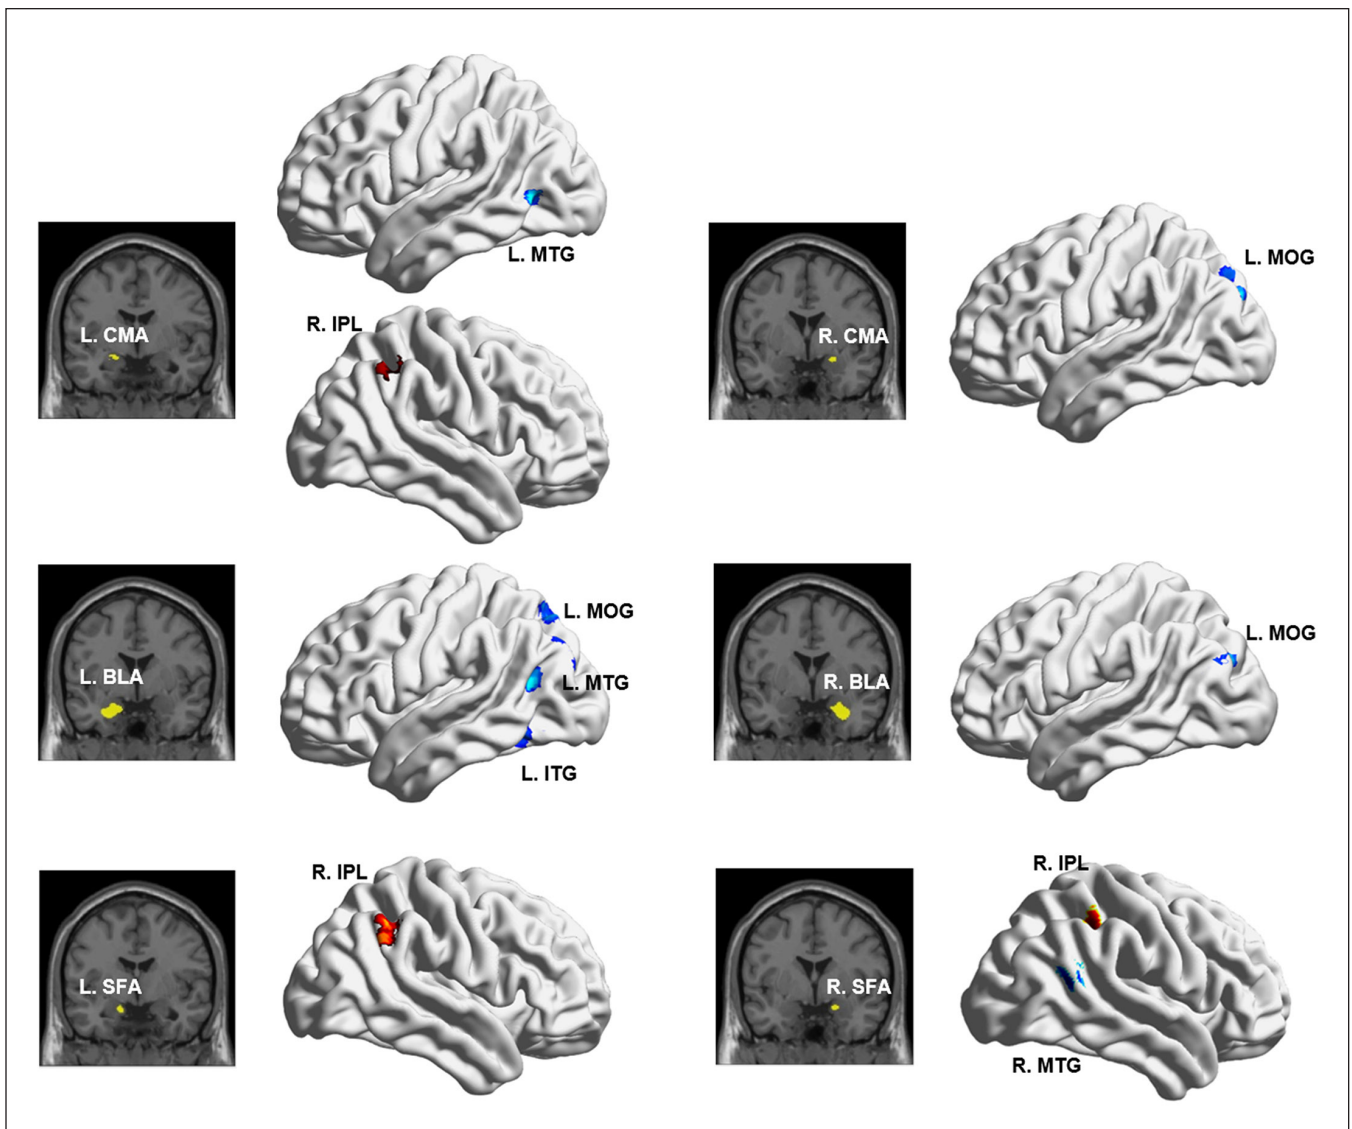 L. MTG
L. CMA
R. IPL
R. CMA
L. MOG
L. BLA
L. MOG
L. MTG
L. ITG
R. BLA
L. MOG
L. SFA
R. IPL
R. SFA
R. IPL
R. MTG